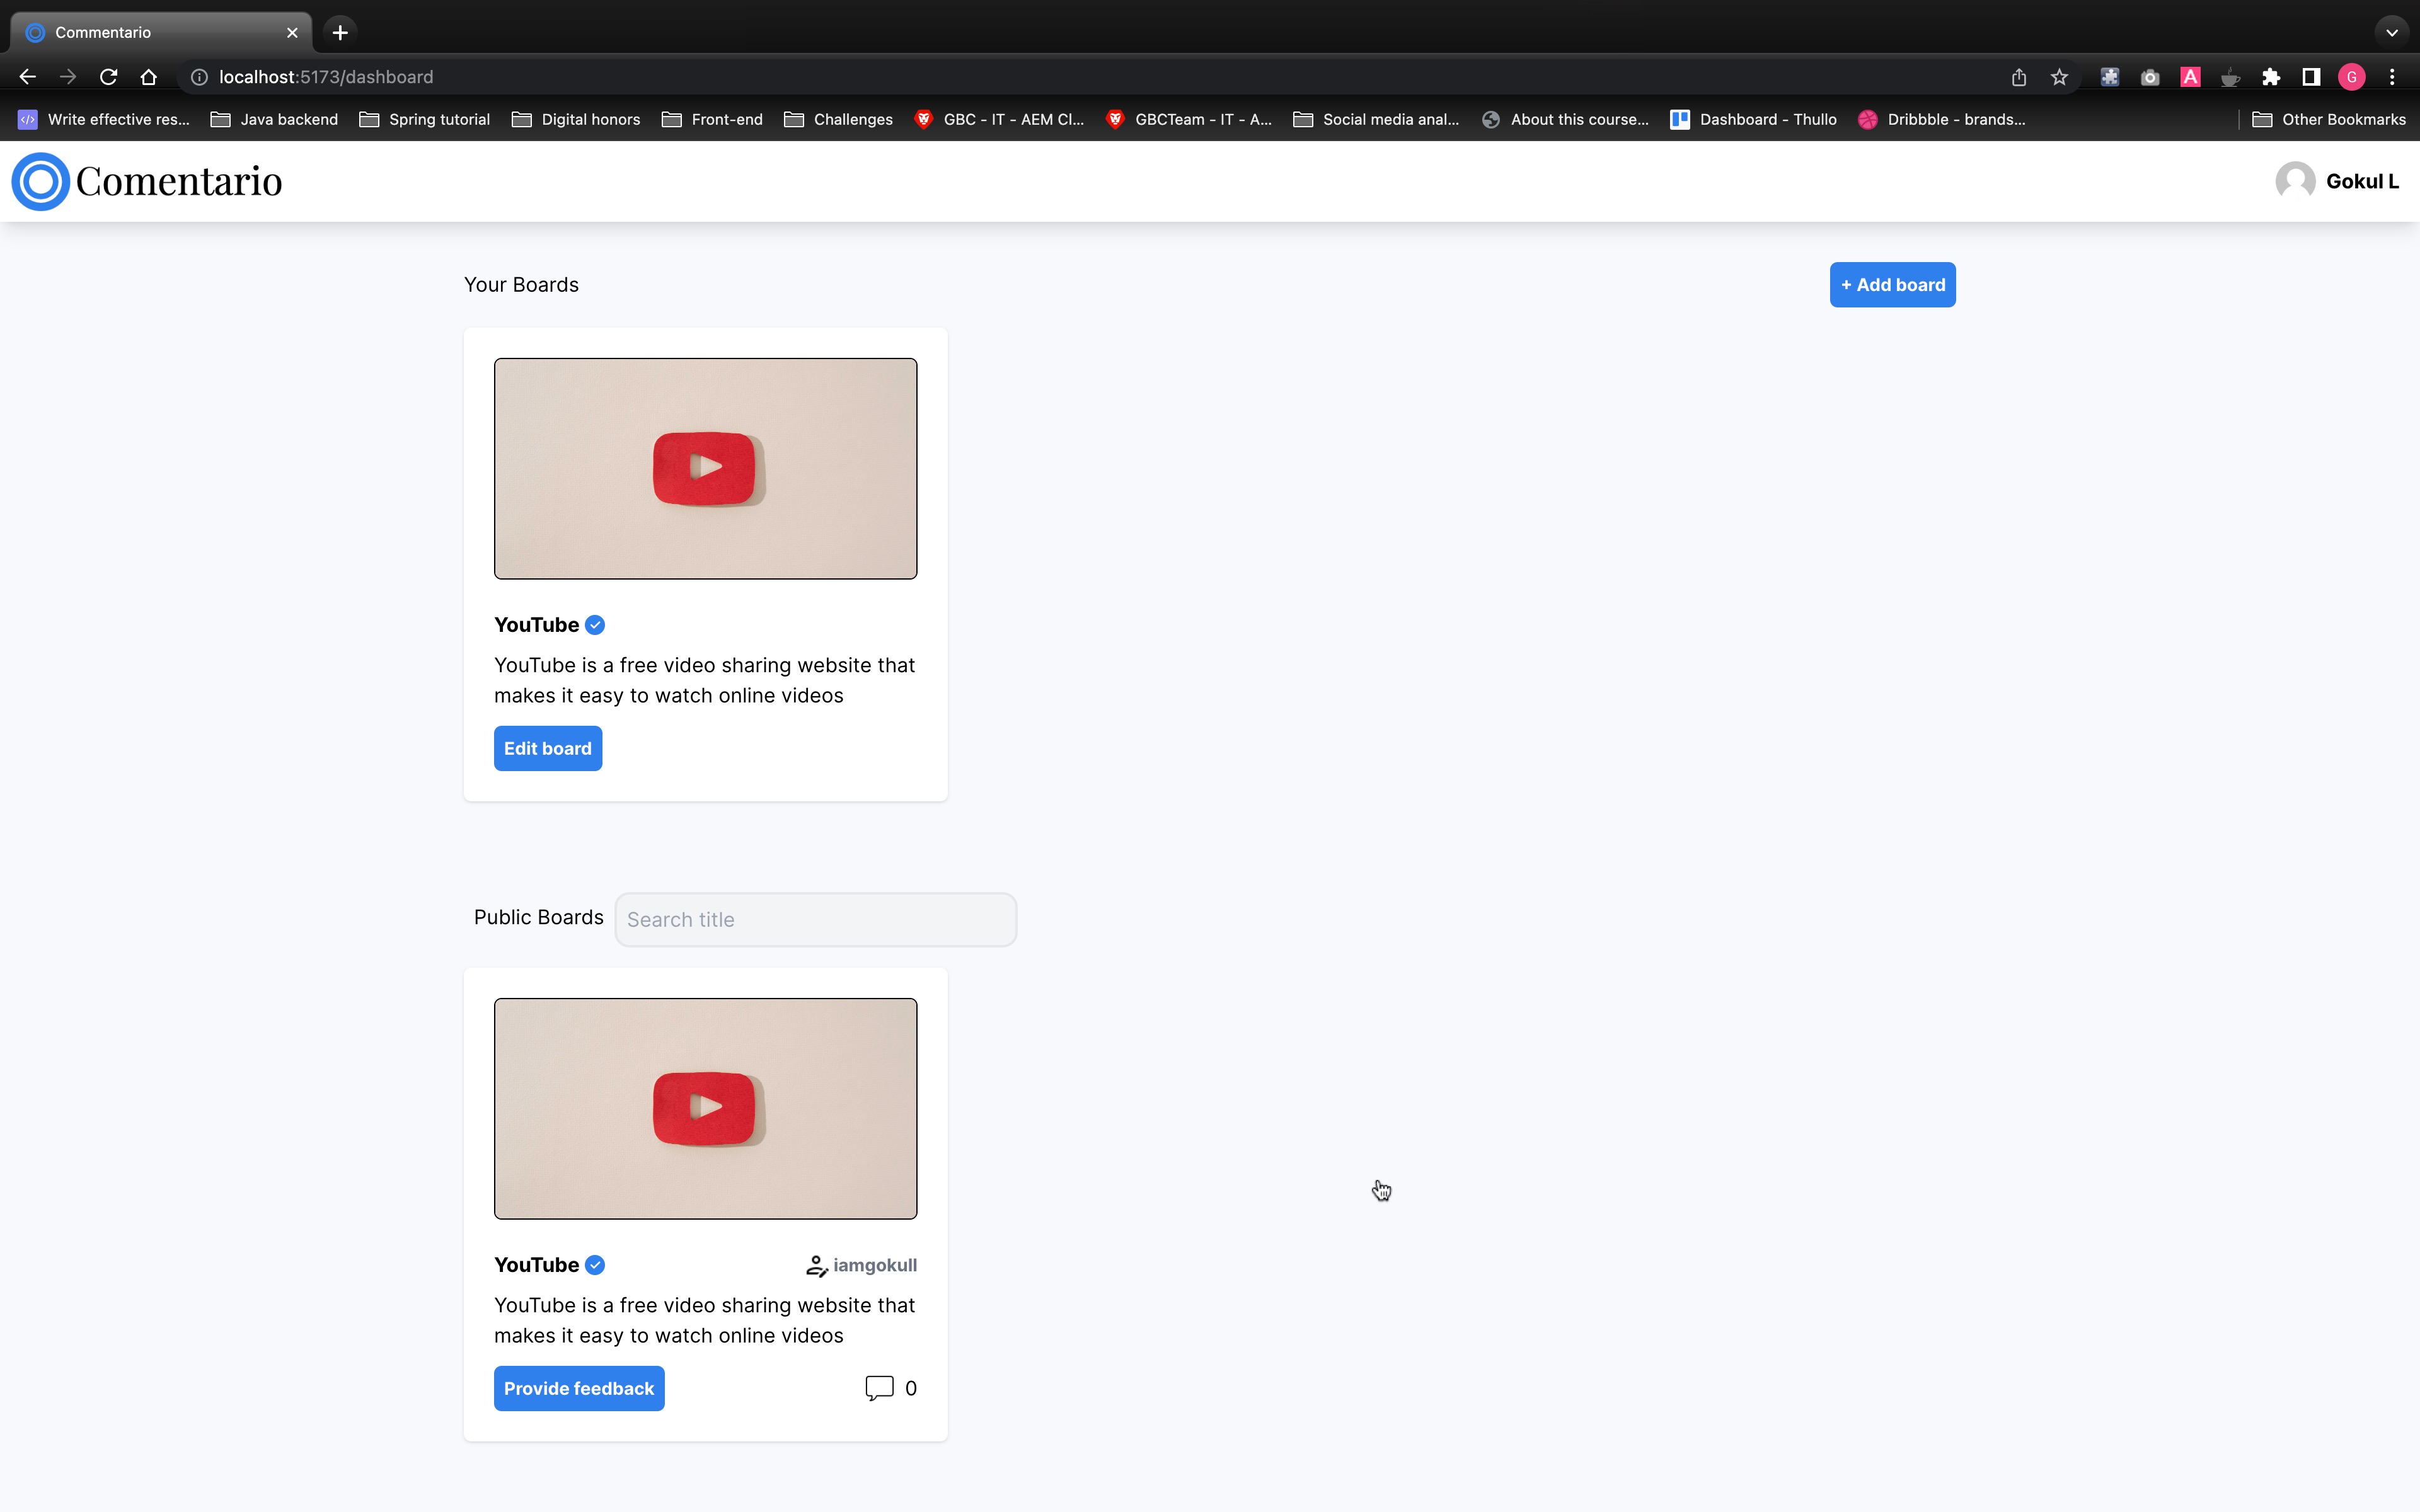 Commentario
localhost:5173/dashboard
Write effective res...
Java backend
Spring tutorial
Digital honors
Front-end
Challenges
GBC - IT - AEM Cl...
GBCTeam - IT - A...
Social media anal...
About this course...
Dashboard - Thullo
Dribbble - brands...
Other Bookmarks
A
G
Comentario
Gokul L
Your Boards
+ Add board
YouTube
YouTube is a free video sharing website that
makes it easy to watch online videos
Edit board
Public Boards
Search title
YouTube
iamgokull
YouTube is a free video sharing website that
makes it easy to watch online videos
Provide feedback
0